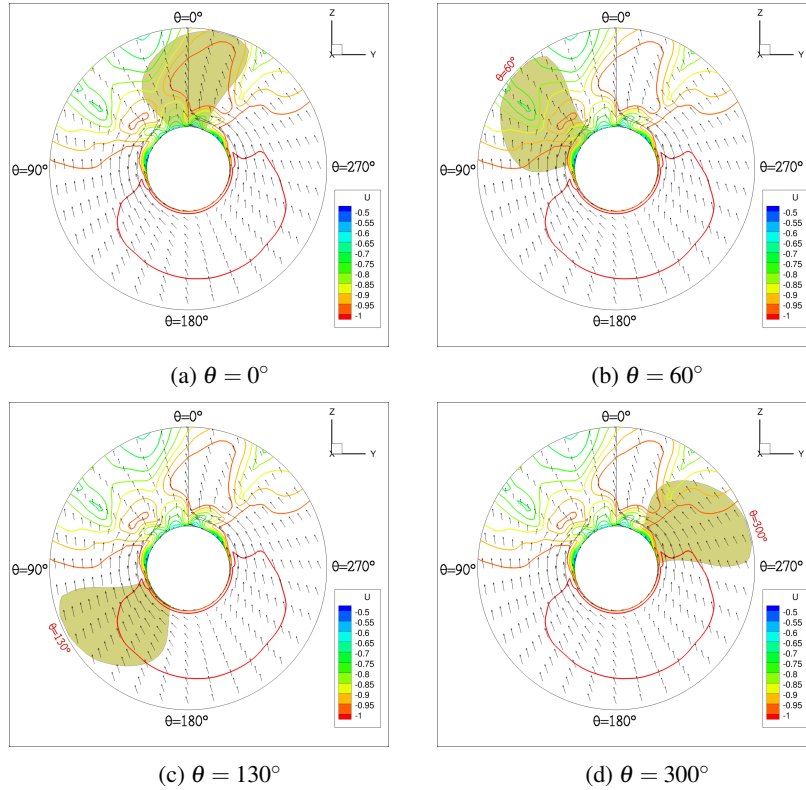 θ=0°
Z
X
Y
θ=90°
θ=270°
U
-0.5
-0.55
-0.6
-0.65
-0.7
-0.75
-0.8
-0.85
-0.9
-0.95
-1
θ=180°
(a) θ = 0°
θ=0°
Z
X
Y
θ=60°
θ=90°
θ=270°
U
-0.5
-0.55
-0.6
-0.65
-0.7
-0.75
-0.8
-0.85
-0.9
-0.95
-1
θ=180°
(b) θ = 60°
θ=0°
Z
X
Y
θ=90°
θ=270°
θ=130°
U
-0.5
-0.55
-0.6
-0.65
-0.7
-0.75
-0.8
-0.85
-0.9
-0.95
-1
θ=180°
(c) θ = 130°
θ=0°
Z
X
Y
θ=300°
θ=90°
θ=270°
U
-0.5
-0.55
-0.6
-0.65
-0.7
-0.75
-0.8
-0.85
-0.9
-0.95
-1
θ=180°
(d) θ = 300°